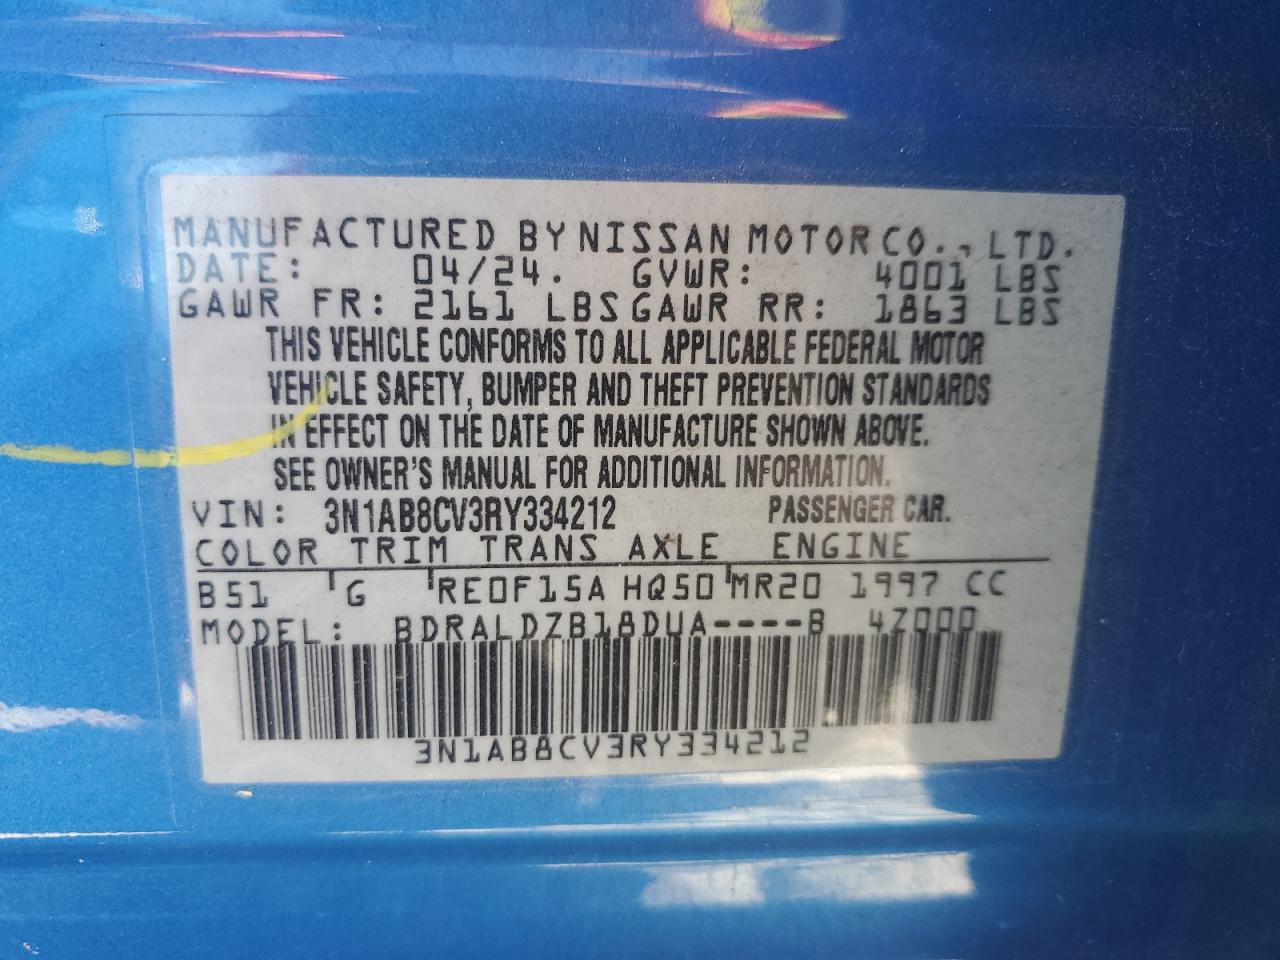 MANUFACTURED BY NISSAN MOTOR CO., LTD.
DATE: 04/24. GVWR: 4001 LBS
GAWR FR: 2161 LBS GAWR RR: 1863 LBS
THIS VEHICLE CONFORMS TO ALL APPLICABLE FEDERAL MOTOR
VEHICLE SAFETY, BUMPER AND THEFT PREVENTION STANDARDS
IN EFFECT ON THE DATE OF MANUFACTURE SHOWN ABOVE.
SEE OWNER'S MANUAL FOR ADDITIONAL INFORMATION.
VIN: 3N1AB8CV3RY334212 PASSENGER CAR.
COLOR TRIM TRANS AXLE ENGINE
B51 G RE0F15A HQ50 MR20 1997 CC
MODEL: BDRALDZB18DUA----B 4Z000
3N1AB8CV3RY334212